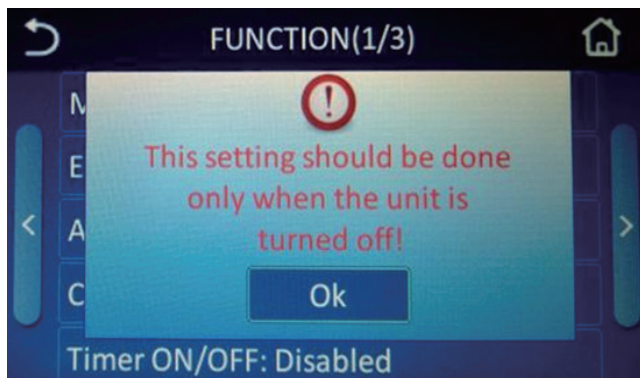 FUNCTION(1/3)
This setting should be done
only when the unit is
turned off!
Ok
Timer ON/OFF: Disabled